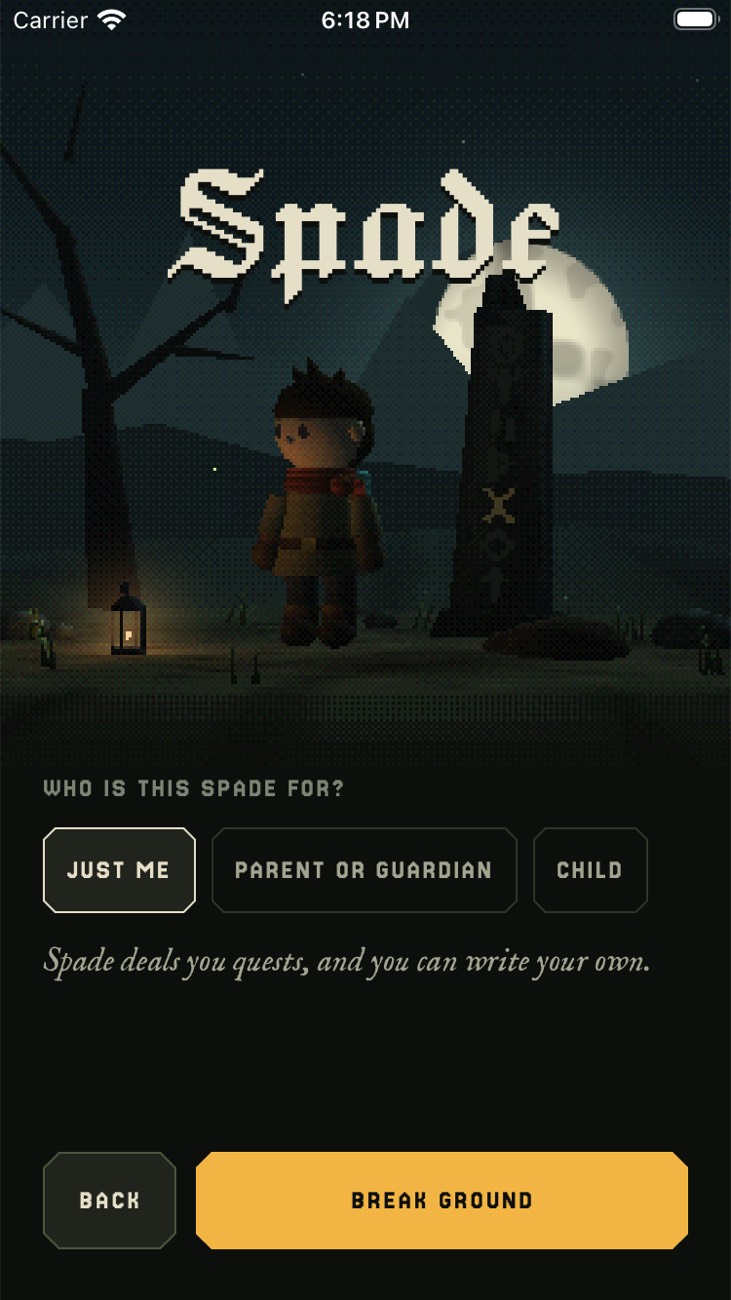 Carrier 6:18 PM
Spade
WHO IS THIS SPADE FOR?
JUST ME PARENT OR GUARDIAN CHILD
Spade deals you quests, and you can write your own.
BACK BREAK GROUND